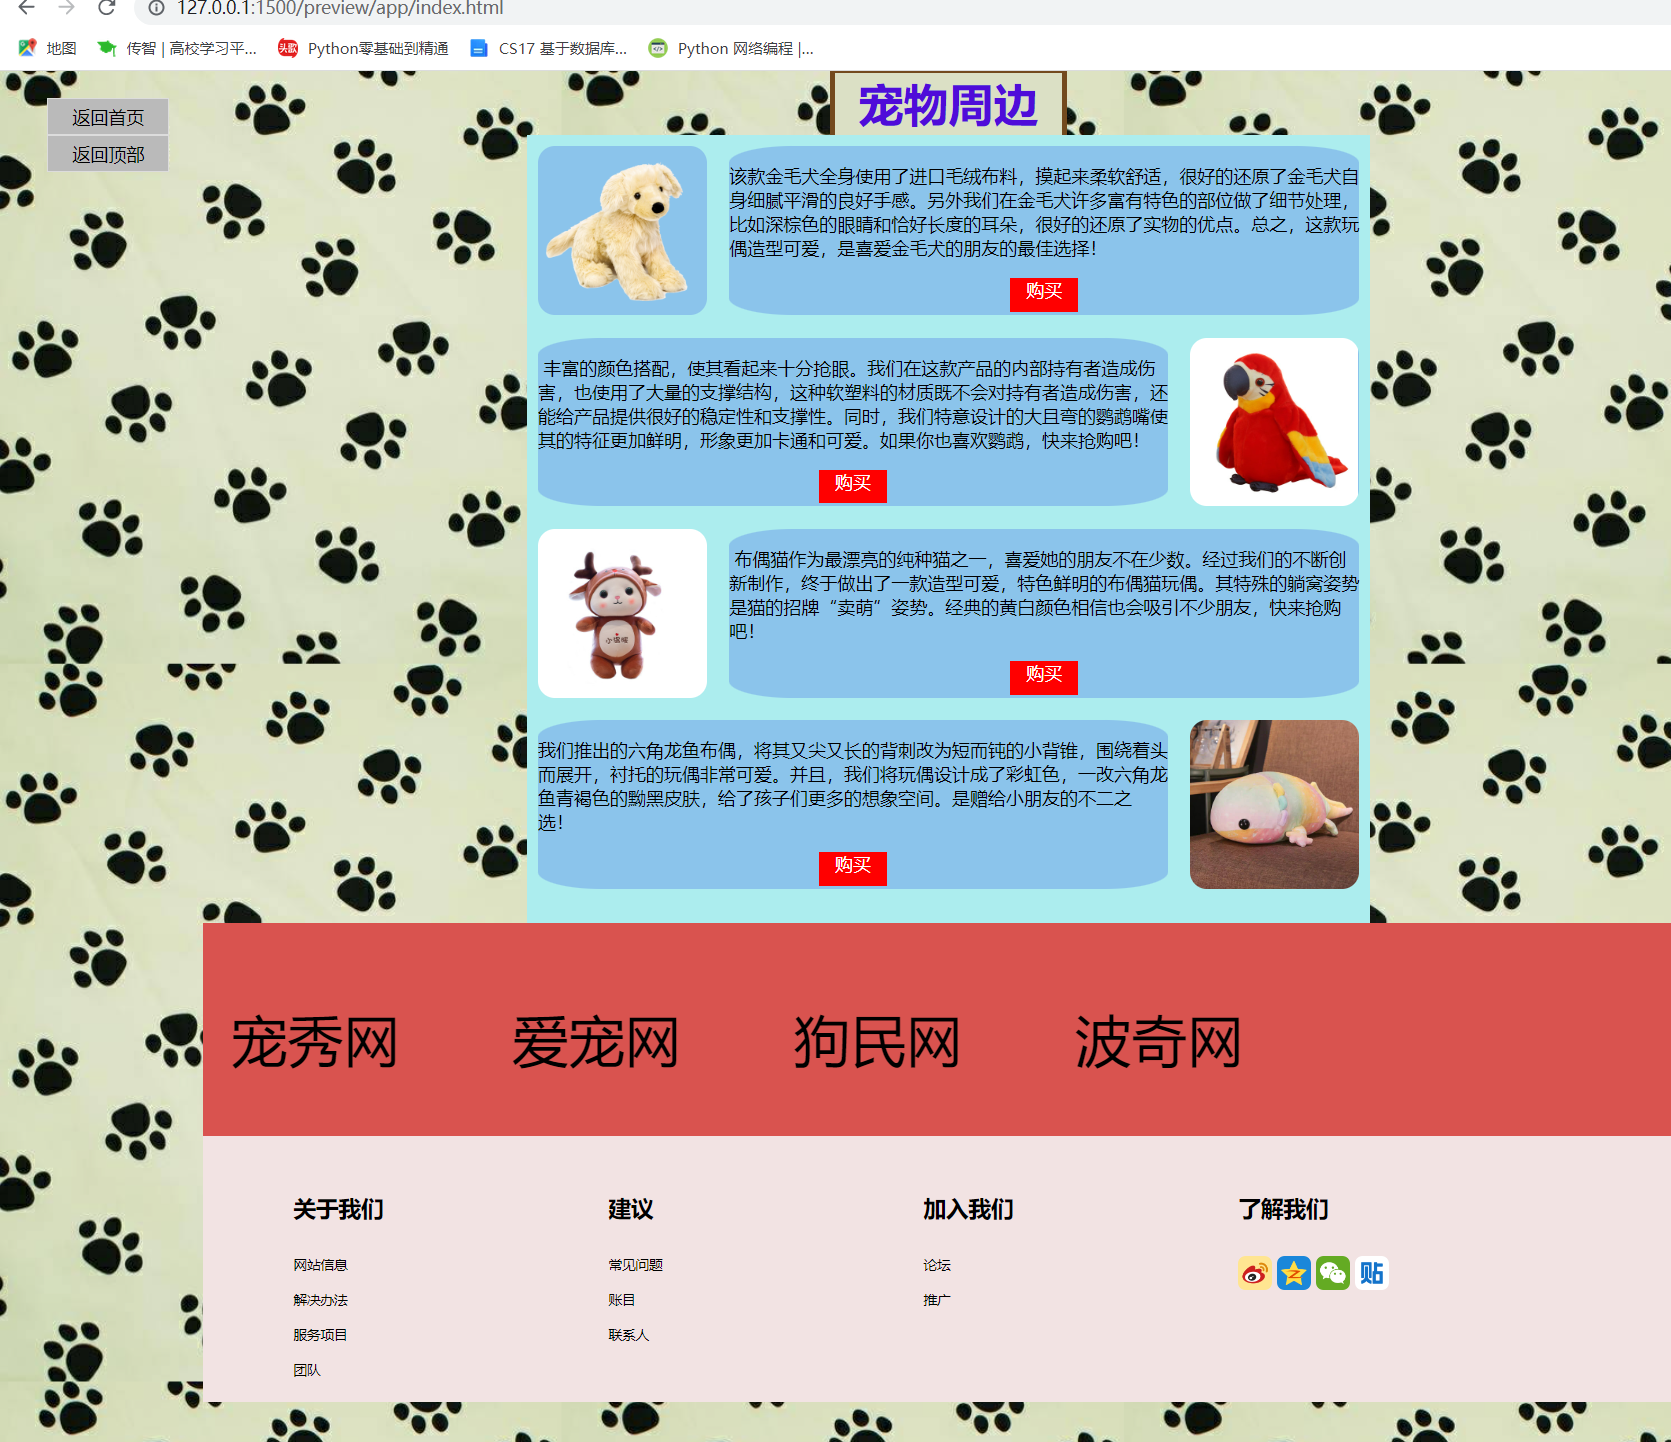 127.0.0.1:1500/preview/app/index.html
地图
传智 | 高校学习平...
头歌
Python零基础到精通
CS17 基于数据库...
Python 网络编程 |...
返回首页
返回顶部
宠物周边
该款金毛犬全身使用了进口毛绒布料，摸起来柔软舒适，很好的还原了金毛犬自
身细腻平滑的良好手感。另外我们在金毛犬许多富有特色的部位做了细节处理，
比如深棕色的眼睛和恰好长度的耳朵，很好的还原了实物的优点。总之，这款玩
偶造型可爱，是喜爱金毛犬的朋友的最佳选择！
购买
丰富的颜色搭配，使其看起来十分抢眼。我们在这款产品的内部持有者造成伤
害，也使用了大量的支撑结构，这种软塑料的材质既不会对持有者造成伤害，还
能给产品提供很好的稳定性和支撑性。同时，我们特意设计的大且弯的鹦鹉嘴使
其的特征更加鲜明，形象更加卡通和可爱。如果你也喜欢鹦鹉，快来抢购吧！
购买
布偶猫作为最漂亮的纯种猫之一，喜爱她的朋友不在少数。经过我们的不断创
新制作，终于做出了一款造型可爱，特色鲜明的布偶猫玩偶。其特殊的躺窝姿势
是猫的招牌“卖萌”姿势。经典的黄白颜色相信也会吸引不少朋友，快来抢购
吧！
购买
我们推出的六角龙鱼布偶，将其又尖又长的背刺改为短而钝的小背锥，围绕着头
而展开，衬托的玩偶非常可爱。并且，我们将玩偶设计成了彩虹色，一改六角龙
鱼青褐色的黝黑皮肤，给了孩子们更多的想象空间。是赠给小朋友的不二之
选！
购买
宠秀网
爱宠网
狗民网
波奇网
关于我们
网站信息
解决办法
服务项目
团队
建议
常见问题
账目
联系人
加入我们
论坛
推广
了解我们
贴